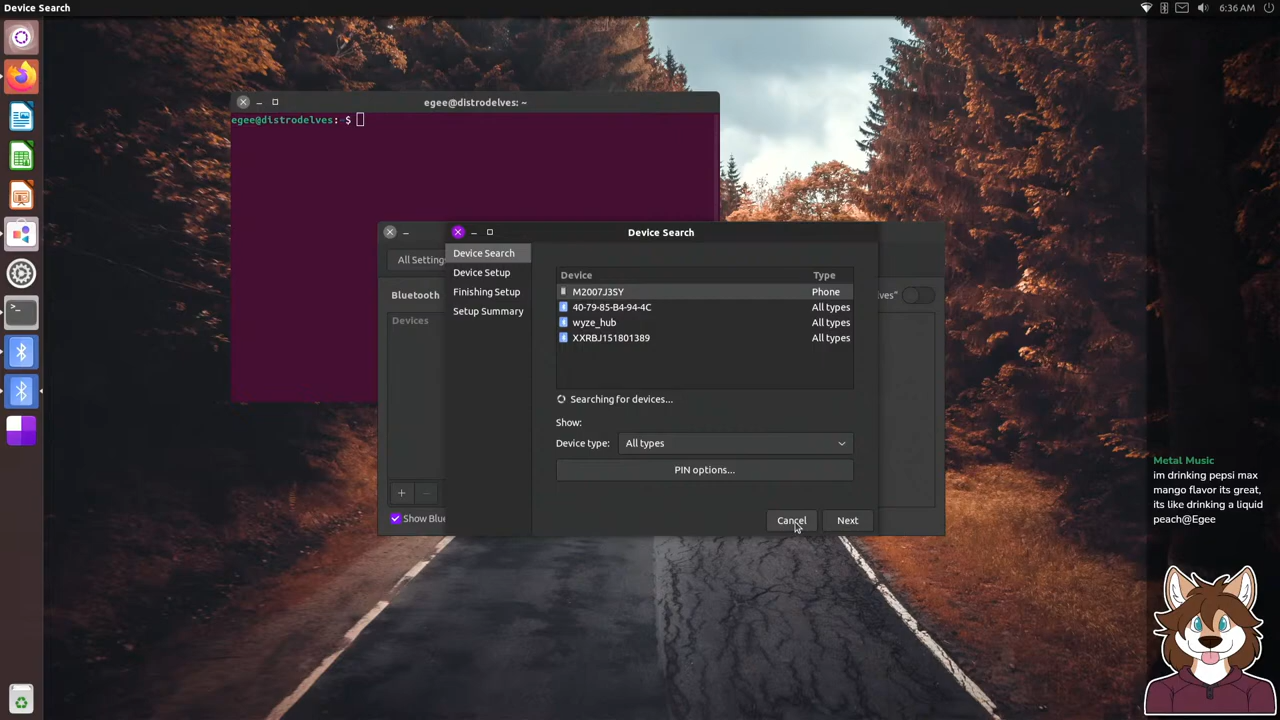 Device Search
6:36 AM
egee@distrodelves: ~
egee@distrodelves: $
Device Search
All Setting
Device Search
Device Setup
Finishing Setup
Setup Summary
Bluetooth
Devices
Device Type
M2007J3SY Phone
40-79-85-B4-94-4C All types
wyze_hub All types
XXRBJ151801389 All types
Searching for devices...
Show:
Device type: All types
PIN options...
+ −
Show Blue
Cancel Next
Metal Music
im drinking pepsi max
mango flavor its great,
its like drinking a liquid
peach@Egee